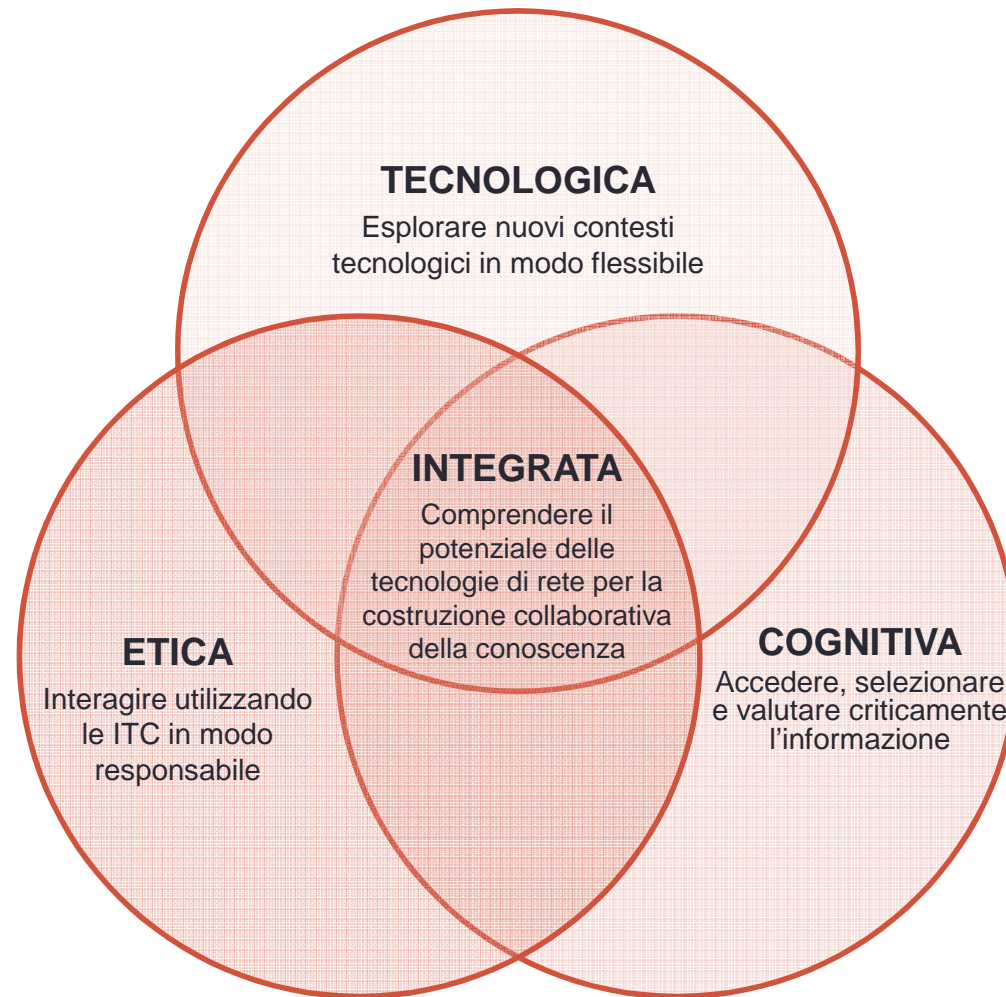 TECNOLOGICA
Esplorare nuovi contesti
tecnologici in modo flessibile
INTEGRATA
Comprendere il
potenziale delle
tecnologie di rete per la
costruzione collaborativa
della conoscenza
ETICA
Interagire utilizzando
le ITC in modo
responsabile
COGNITIVA
Accedere, selezionare
e valutare criticamente
l’informazione